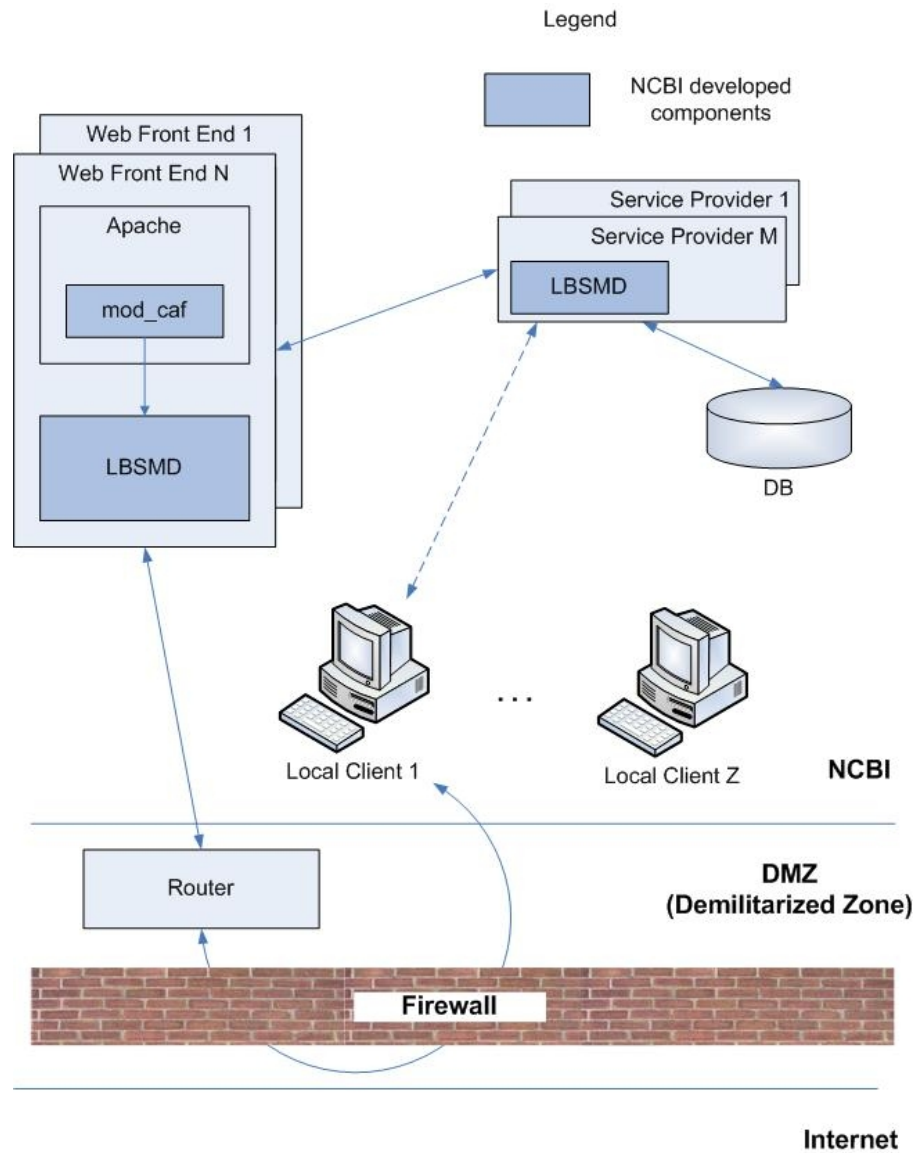 Legend
NCBI developed
components
Web Front End 1
Web Front End N
Apache
mod_caf
LBSMD
Service Provider 1
Service Provider M
LBSMD
DB
Local Client 1
...
Local Client Z
NCBI
Router
DMZ
(Demilitarized Zone)
Firewall
Internet